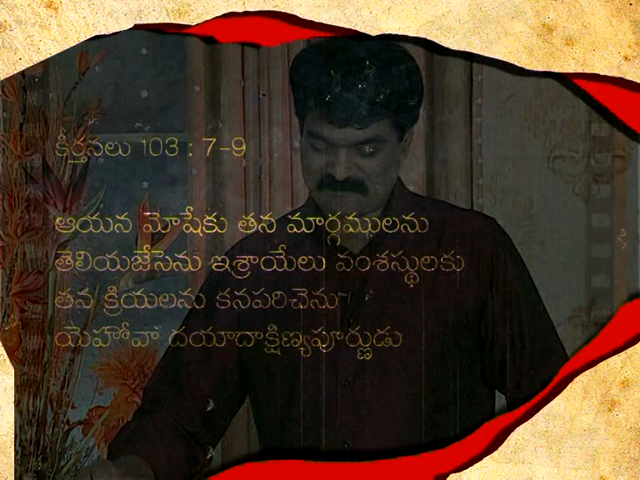 కీర్తనలు 103 : 7-9
ఆయన మోషేకు తన మార్గములను
తెలియజేసెను ఇశ్రాయేలు వంశస్థులకు
తన క్రియలను కనపరిచెను
యెహోవా దయాదాక్షిణ్యపూర్ణుడు